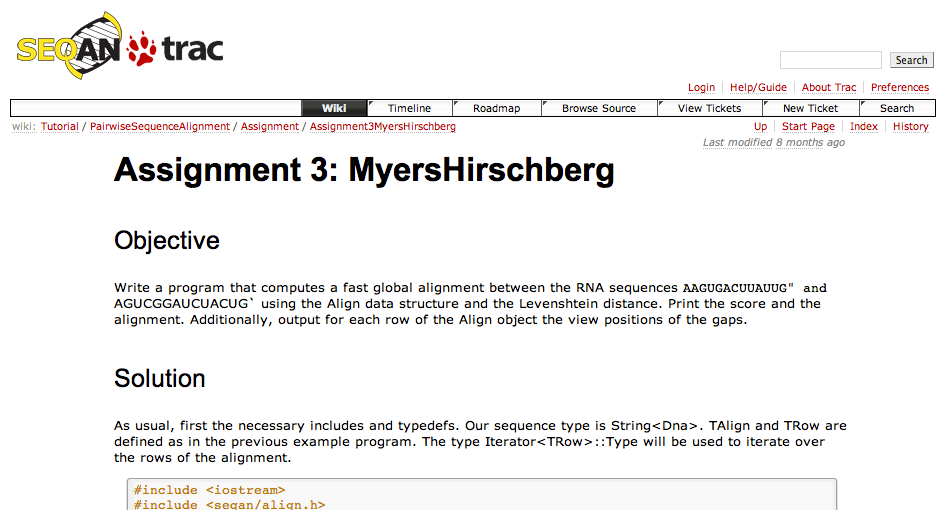 SEQAN trac
Search
Login Help/Guide About Trac Preferences
Wiki Timeline Roadmap Browse Source View Tickets New Ticket Search
wiki: Tutorial / PairwiseSequenceAlignment / Assignment / Assignment3MyersHirschberg Up Start Page Index History
Last modified 8 months ago
Assignment 3: MyersHirschberg
Objective
Write a program that computes a fast global alignment between the RNA sequences AAGUGACUUAUUG" and
AGUCGGAUCUACUG` using the Align data structure and the Levenshtein distance. Print the score and the
alignment. Additionally, output for each row of the Align object the view positions of the gaps.
Solution
As usual, first the necessary includes and typedefs. Our sequence type is String<Dna>. TAlign and TRow are
defined as in the previous example program. The type Iterator<TRow>::Type will be used to iterate over
the rows of the alignment.
#include <iostream>
#include <seqan/align.h>